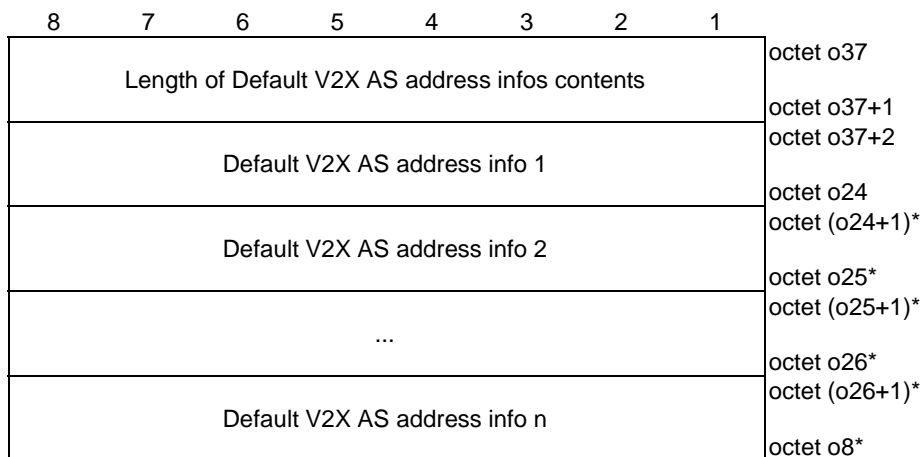 8 7 6 5 4 3 2 1
octet o37
Length of Default V2X AS address infos contents
octet o37+1
octet o37+2
Default V2X AS address info 1
octet o24
octet (o24+1)*
Default V2X AS address info 2
octet o25*
octet (o25+1)*
...
octet o26*
octet (o26+1)*
Default V2X AS address info n
octet o8*